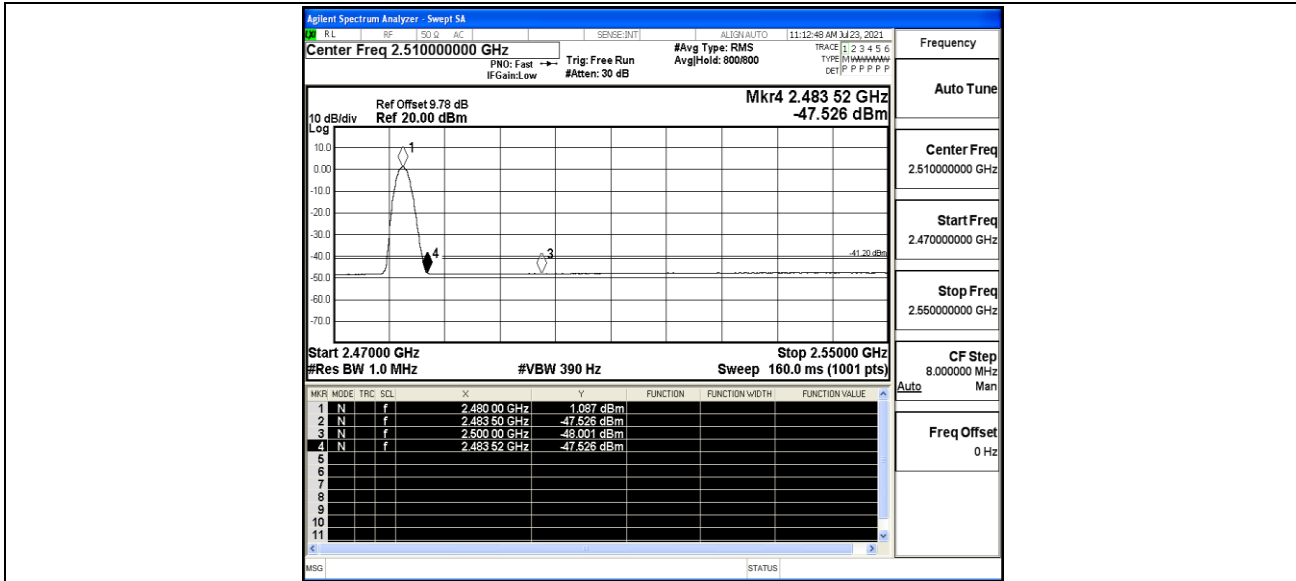 Agilent Spectrum Analyzer - Swept SA
RL RF 50 Ω AC SENSE:INT ALIGNAUTO 11:12:48 AM Jul 23, 2021
Center Freq 2.510000000 GHz
PNO: Fast
IFGain:Low
Trig: Free Run
#Atten: 30 dB
#Avg Type: RMS
Avg|Hold: 800/800
TRACE 1 2 3 4 5 6
TYPE M W W W W W
DET P P P P P P
Ref Offset 9.78 dB
10 dB/div Ref 20.00 dBm
Log
Mkr4 2.483 52 GHz
-47.526 dBm
10.0
0.00
-10.0
-20.0
-30.0
-40.0
-50.0
-60.0
-70.0
1
4
3
-41.20 dBm
Start 2.47000 GHz Stop 2.55000 GHz
#Res BW 1.0 MHz #VBW 390 Hz Sweep 160.0 ms (1001 pts)
MKR MODE TRC SCL X Y FUNCTION FUNCTION WIDTH FUNCTION VALUE
1 N f 2.480 00 GHz 1.087 dBm
2 N f 2.483 50 GHz -47.526 dBm
3 N f 2.500 00 GHz -48.001 dBm
4 N f 2.483 52 GHz -47.526 dBm
5
6
7
8
9
10
11
MSG STATUS
Frequency
Auto Tune
Center Freq
2.510000000 GHz
Start Freq
2.470000000 GHz
Stop Freq
2.550000000 GHz
CF Step
8.000000 MHz
Auto Man
Freq Offset
0 Hz